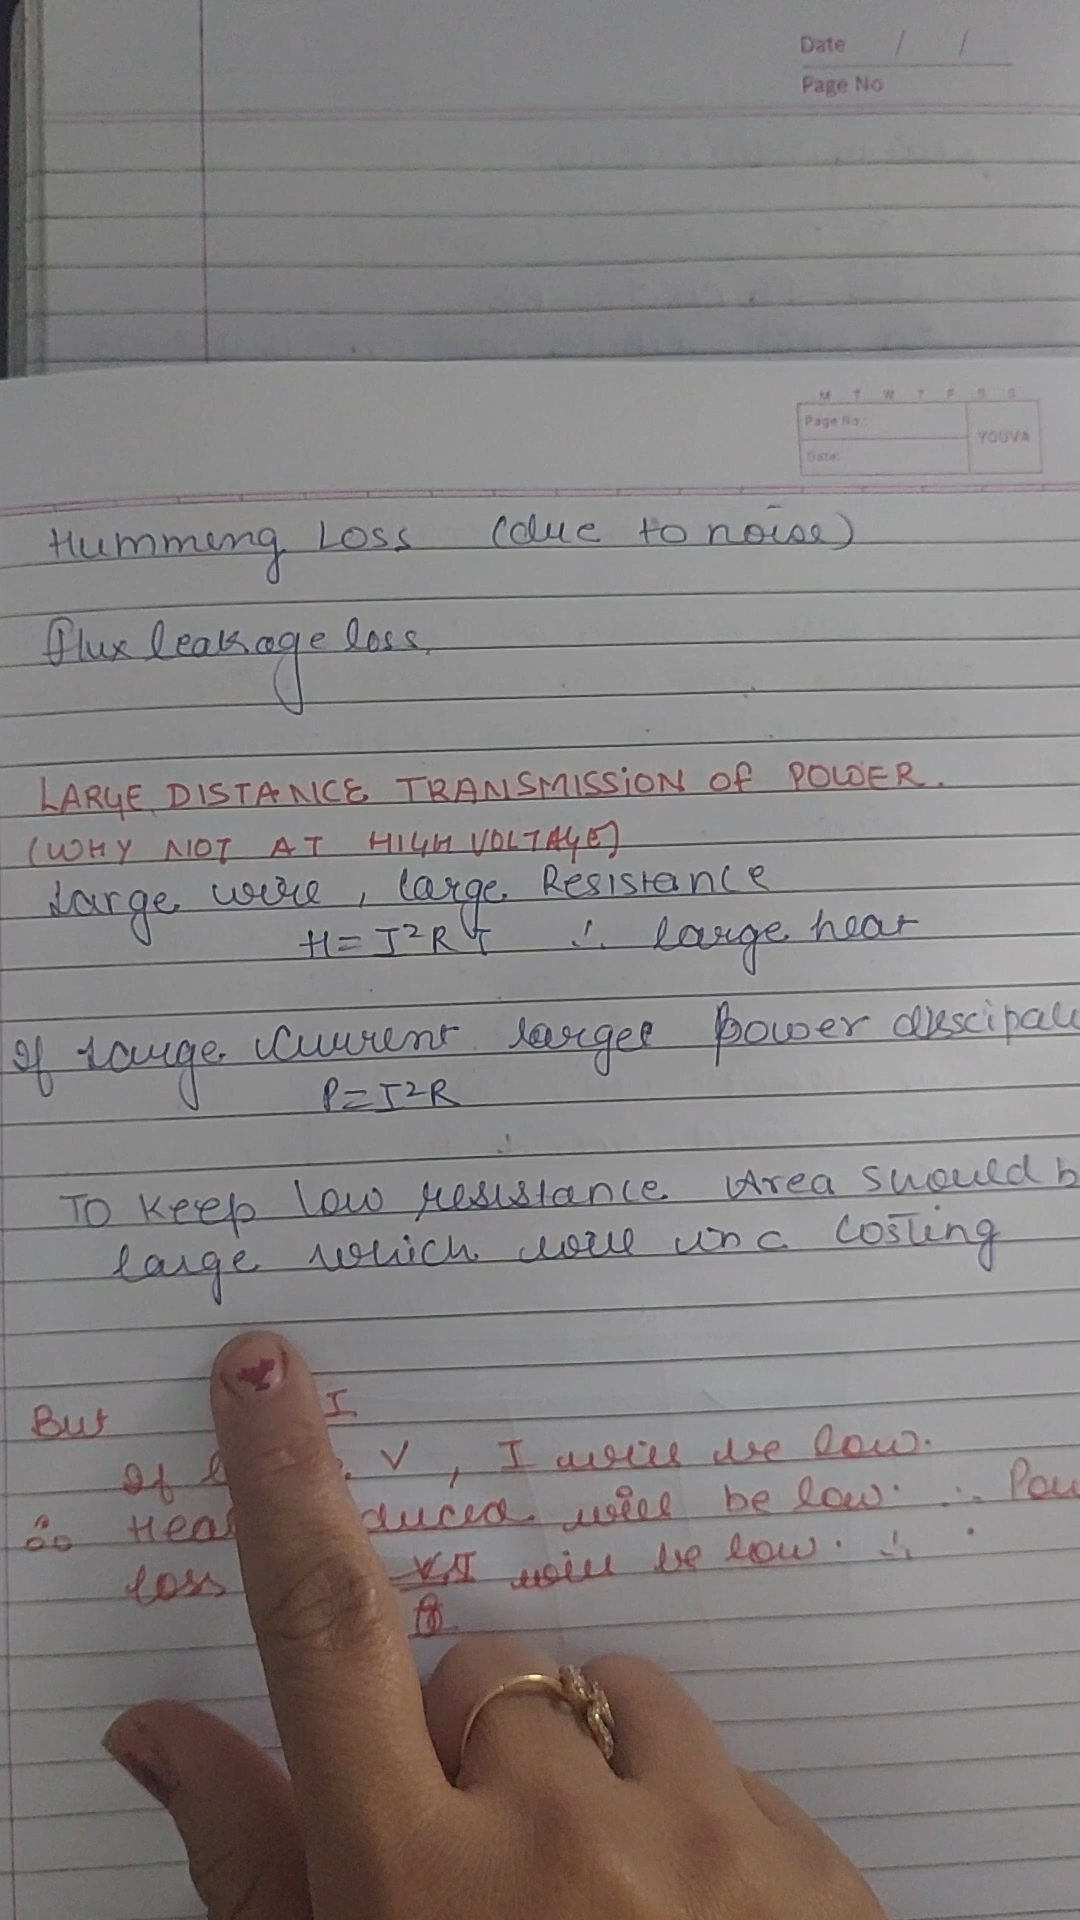 Date / /
Page No
M T W T F S S
Page No.:
YOUVA
Date:
Humming Loss (due to noise)
flux leakage loss.
LARGE DISTANCE TRANSMISSION OF POWER.
(WHY NOT AT HIGH VOLTAGE)
Large wire, large Resistance
H=I²RT ∴ large heat
If large current larger power
P=I²R
To keep low resistance Area should b
large which will inc costing
But I
If V, I will be low.
∴ Hea duced will be low. ∴ Pow
loss will be low. ∴